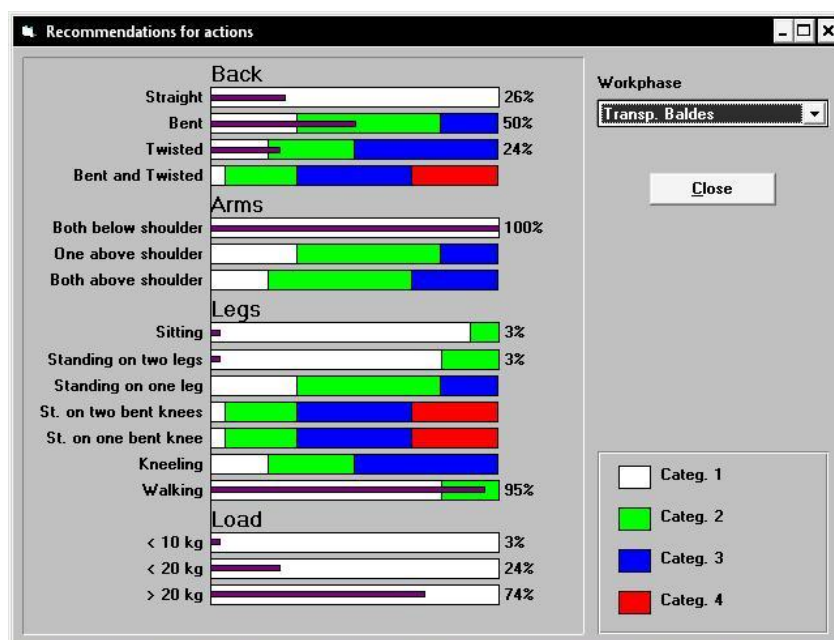 Recommendations for actions
Back
Straight 26%
Bent 50%
Twisted 24%
Bent and Twisted
Arms
Both below shoulder 100%
One above shoulder
Both above shoulder
Legs
Sitting 3%
Standing on two legs 3%
Standing on one leg
St. on two bent knees
St. on one bent knee
Kneeling
Walking 95%
Load
< 10 kg 3%
< 20 kg 24%
> 20 kg 74%
Workphase
Transp. Baldes
Close
Categ. 1
Categ. 2
Categ. 3
Categ. 4